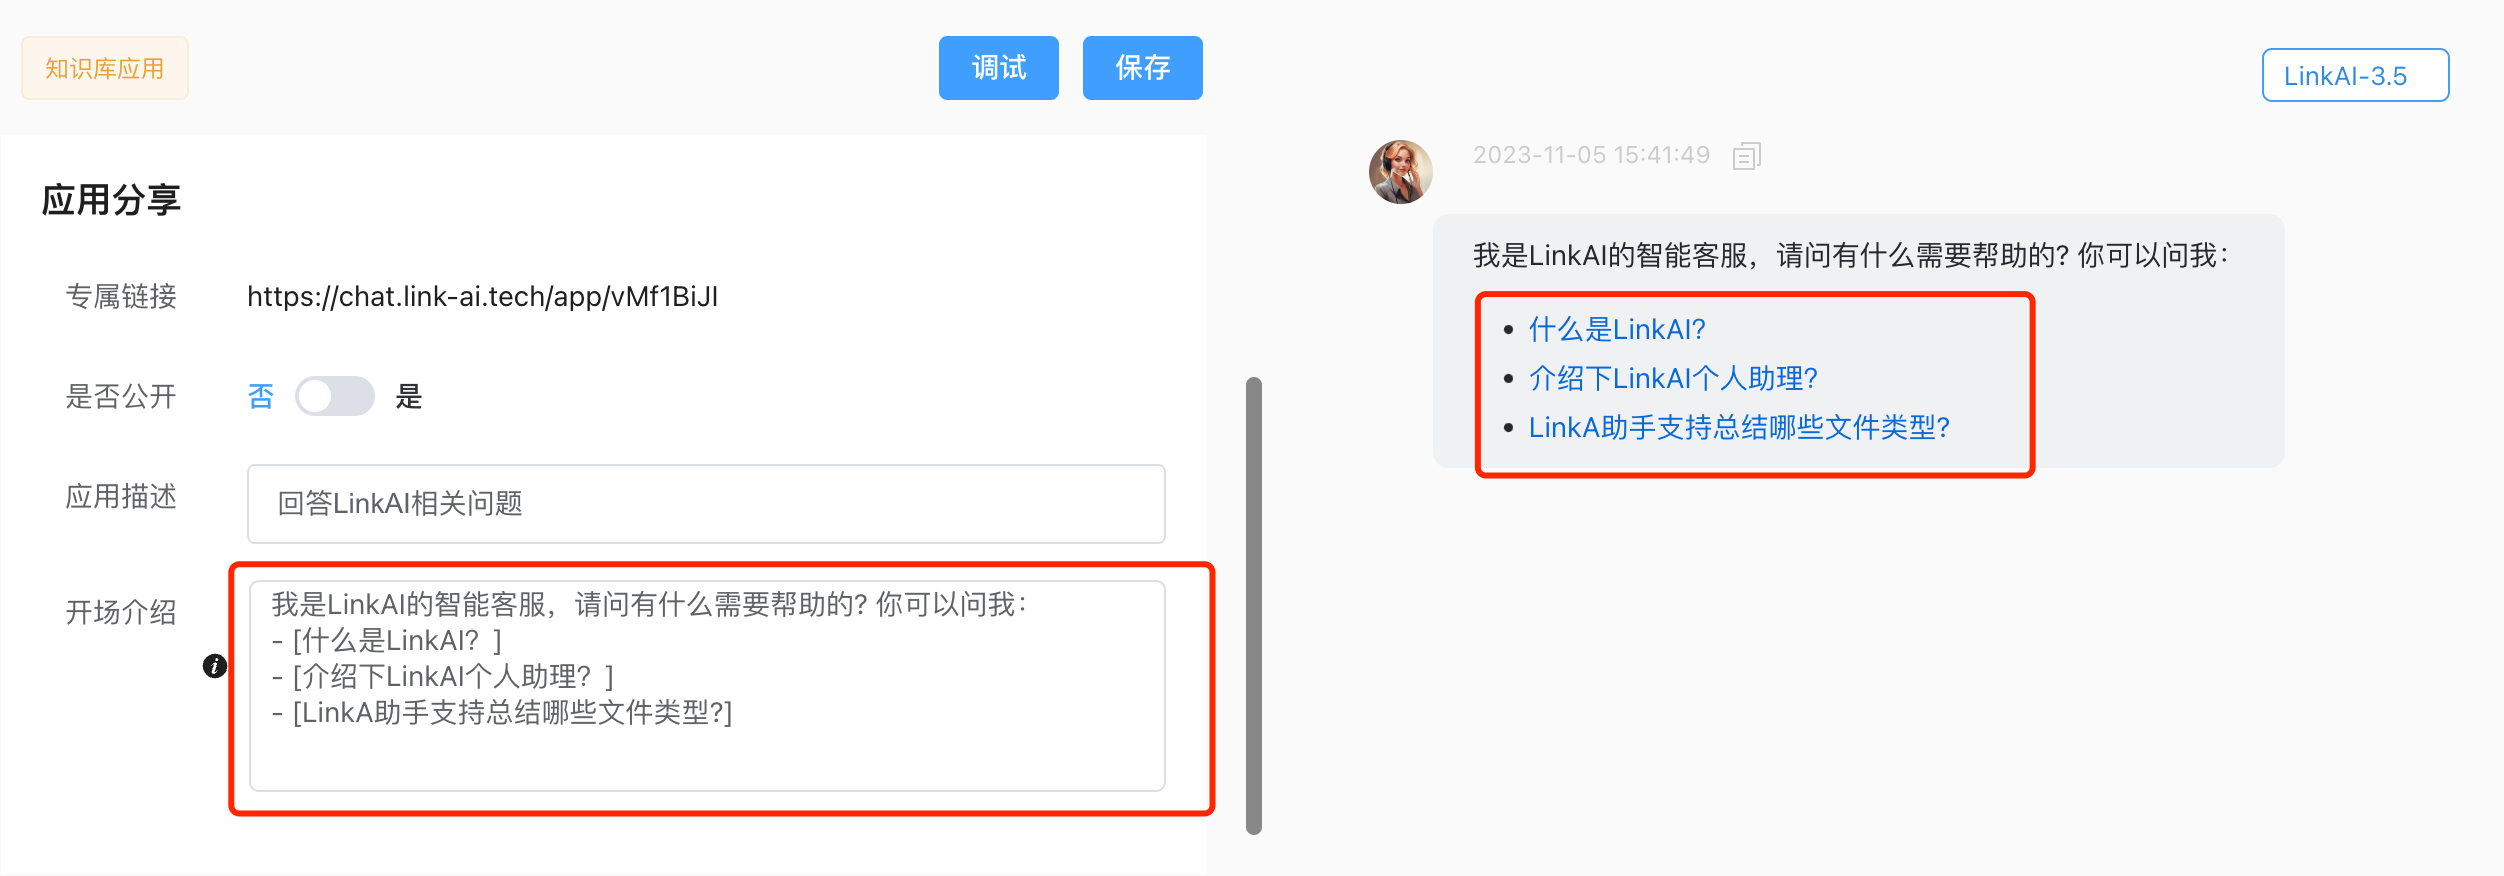 知识库应用
调试
保存
LinkAI-3.5
应用分享
专属链接
https://chat.link-ai.tech/app/vMf1BiJI
是否公开
否
是
应用描述
回答LinkAI相关问题
开场介绍
我是LinkAI的智能客服，请问有什么需要帮助的？你可以问我：
- [什么是LinkAI？]
- [介绍下LinkAI个人助理？]
- [LinkA助手支持总结哪些文件类型?]
2023-11-05 15:41:49
我是LinkAI的智能客服，请问有什么需要帮助的？你可以问我：
• 什么是LinkAI？
• 介绍下LinkAI个人助理？
• LinkA助手支持总结哪些文件类型?